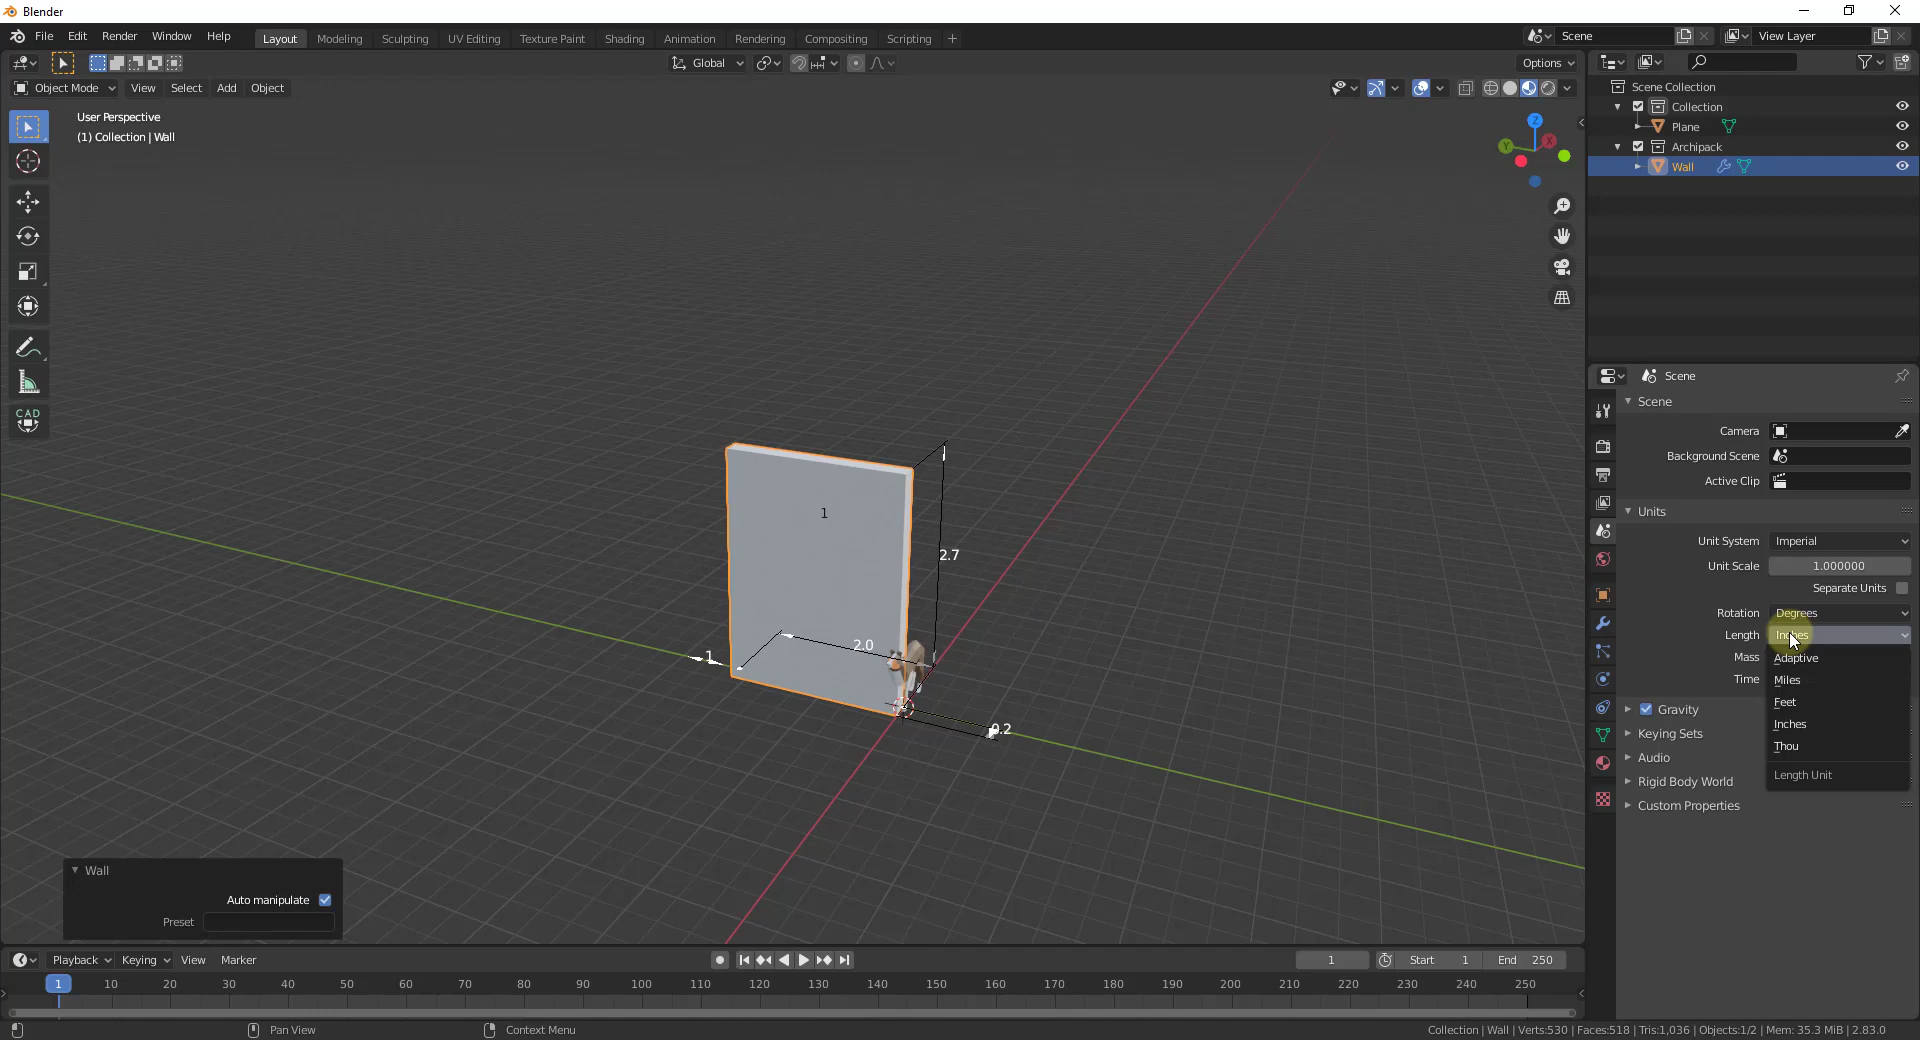 Blender
File Edit Render Window Help
Layout Modeling Sculpting UV Editing Texture Paint Shading Animation Rendering Compositing Scripting +
Scene
View Layer
Global
Options
Object Mode View Select Add Object
User Perspective
(1) Collection | Wall
Z
Y
X
CAD
1
2.7
2.0
1
0.2
Wall
Auto manipulate
Preset
Scene Collection
Collection
Plane
Archipack
Wall
Scene
Scene
Camera
Background Scene
Active Clip
Units
Unit System Imperial
Unit Scale 1.000000
Separate Units
Rotation Degrees
Length Inches
Mass Adaptive
Time Miles
Feet
Inches
Thou
Length Unit
Gravity
Keying Sets
Audio
Rigid Body World
Custom Properties
Playback Keying View Marker
1 Start 1 End 250
1 10 20 30 40 50 60 70 80 90 100 110 120 130 140 150 160 170 180 190 200 210 220 230 240 250
Pan View
Context Menu
Collection | Wall | Verts:530 | Faces:518 | Tris:1,036 | Objects:1/2 | Mem: 35.3 MiB | 2.83.0